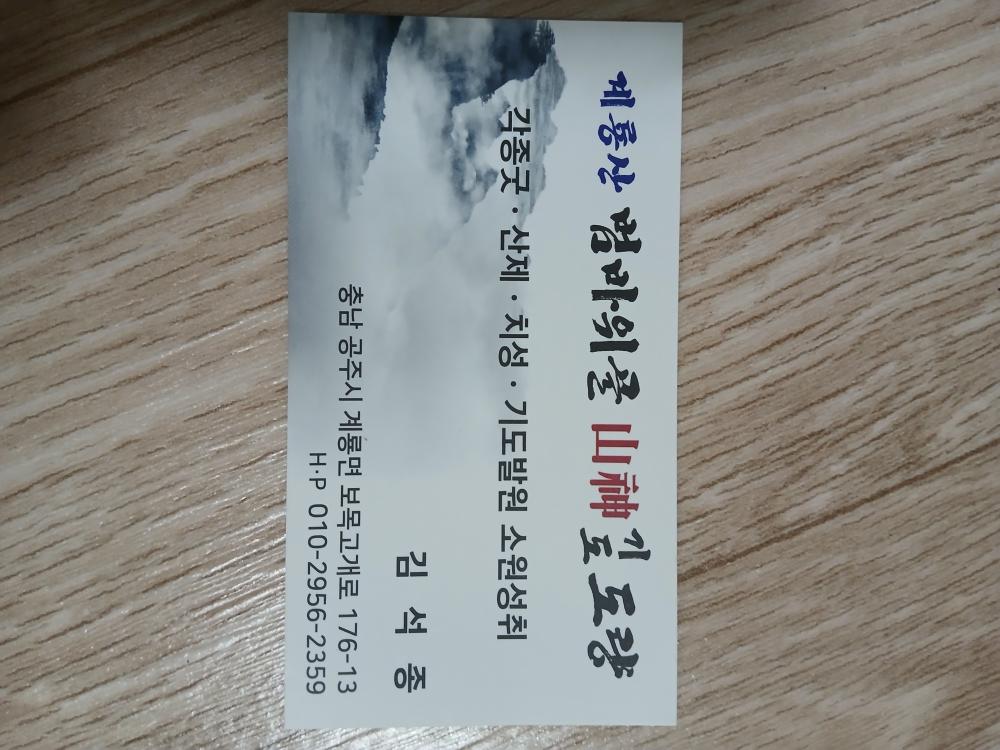 계룡산 범바위골 山神 기도 도량
각종굿 · 산제 · 치성 · 기도발원 소원성취
김 석 종
충남 공주시 계룡면 보목고개로 176-13
H·P 010-2956-2359